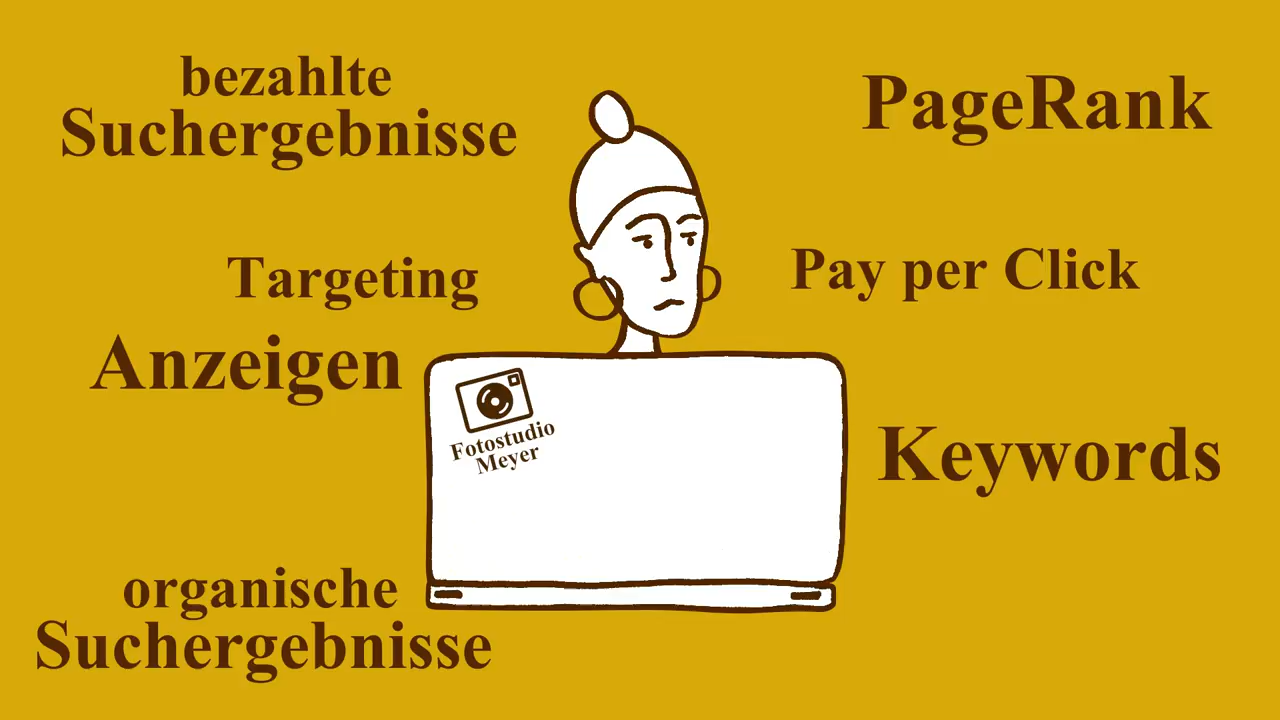 bezahlte
Suchergebnisse
PageRank
Targeting
Pay per Click
Anzeigen
Fotostudio
Meyer
Keywords
organische
Suchergebnisse